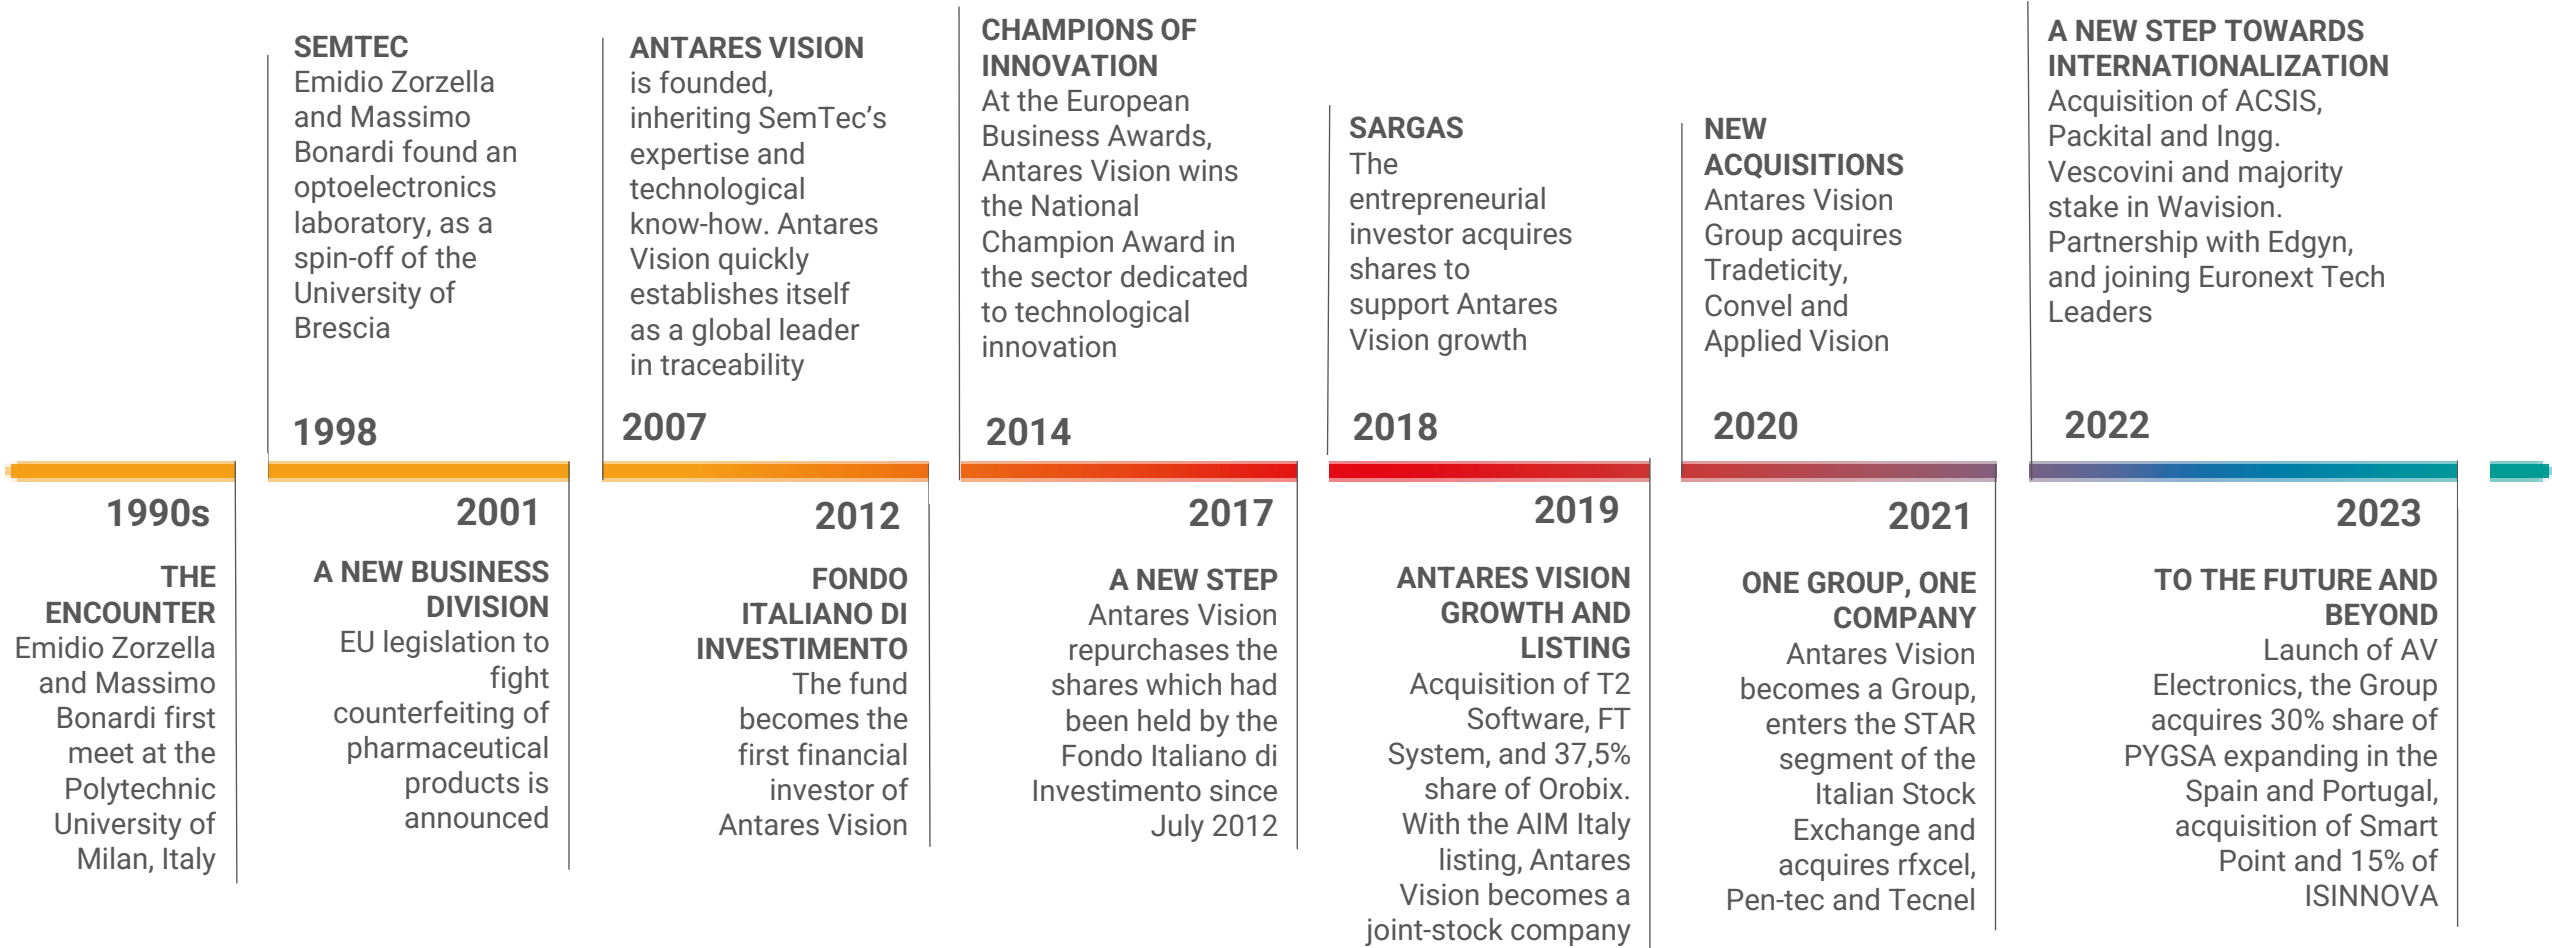 SEMTEC
Emidio Zorzella
and Massimo
Bonardi found an
optoelectronics
laboratory, as a
spin-off of the
University of
Brescia
1998
ANTARES VISION
is founded,
inheriting SemTec’s
expertise and
technological
know-how. Antares
Vision quickly
establishes itself
as a global leader
in traceability
2007
CHAMPIONS OF
INNOVATION
At the European
Business Awards,
Antares Vision wins
the National
Champion Award in
the sector dedicated
to technological
innovation
2014
SARGAS
The
entrepreneurial
investor acquires
shares to
support Antares
Vision growth
2018
NEW
ACQUISITIONS
Antares Vision
Group acquires
Tradeticity,
Convel and
Applied Vision
2020
A NEW STEP TOWARDS
INTERNATIONALIZATION
Acquisition of ACSIS,
Packital and Ingg.
Vescovini and majority
stake in Wavision.
Partnership with Edgyn,
and joining Euronext Tech
Leaders
2022
1990s
THE
ENCOUNTER
Emidio Zorzella
and Massimo
Bonardi first
meet at the
Polytechnic
University of
Milan, Italy
2001
A NEW BUSINESS
DIVISION
EU legislation to
fight
counterfeiting of
pharmaceutical
products is
announced
2012
FONDO
ITALIANO DI
INVESTIMENTO
The fund
becomes the
first financial
investor of
Antares Vision
2017
A NEW STEP
Antares Vision
repurchases the
shares which had
been held by the
Fondo Italiano di
Investimento since
July 2012
2019
ANTARES VISION
GROWTH AND
LISTING
Acquisition of T2
Software, FT
System, and 37,5%
share of Orobix.
With the AIM Italy
listing, Antares
Vision becomes a
joint-stock company
2021
ONE GROUP, ONE
COMPANY
Antares Vision
becomes a Group,
enters the STAR
segment of the
Italian Stock
Exchange and
acquires rfxcel,
Pen-tec and Tecnel
2023
TO THE FUTURE AND
BEYOND
Launch of AV
Electronics, the Group
acquires 30% share of
PYGSA expanding in the
Spain and Portugal,
acquisition of Smart
Point and 15% of
ISINNOVA